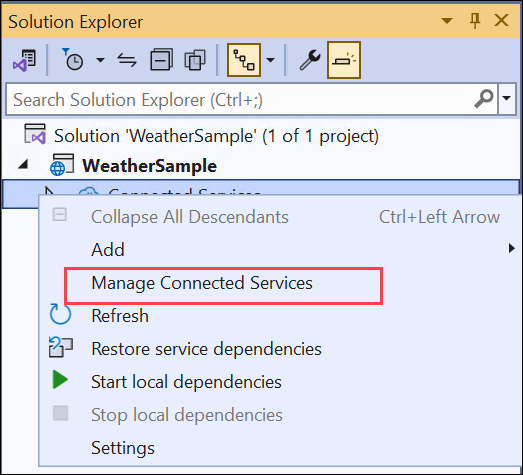 Solution Explorer
Search Solution Explorer (Ctrl+;)
Solution 'WeatherSample' (1 of 1 project)
WeatherSample
Connected Services
Collapse All Descendants Ctrl+Left Arrow
Add
Manage Connected Services
Refresh
Restore service dependencies
Start local dependencies
Stop local dependencies
Settings